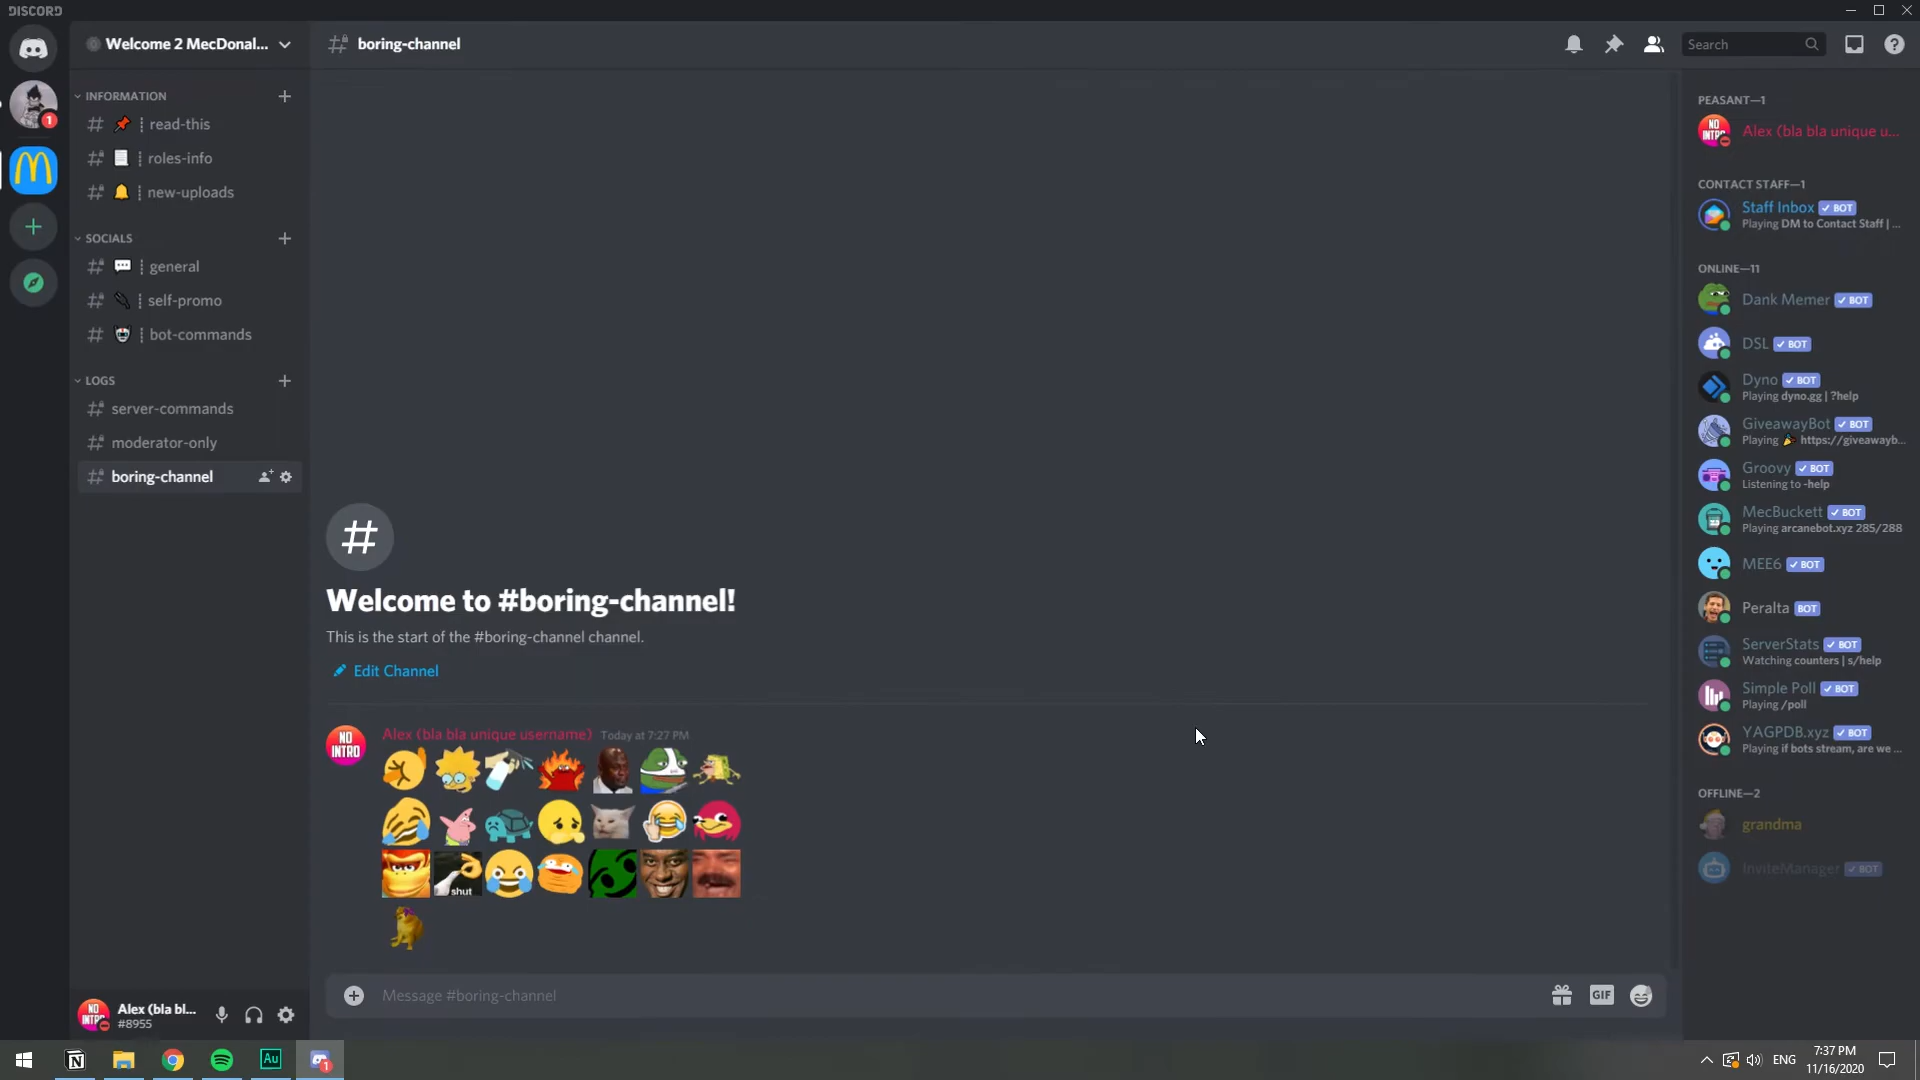 DISCORD
Welcome 2 MecDonal...
boring-channel
Search
INFORMATION
read-this
roles-info
new-uploads
SOCIALS
general
self-promo
bot-commands
LOGS
server-commands
moderator-only
boring-channel
1
Welcome to #boring-channel!
This is the start of the #boring-channel channel.
Edit Channel
NO
INTRO
Alex (bla bla unique username) Today at 7:27 PM
shut
Message #boring-channel
GIF
PEASANT—1
Alex (bla bla unique u...
CONTACT STAFF—1
Staff Inbox BOT
Playing DM to Contact Staff | ...
ONLINE—11
Dank Memer BOT
DSL BOT
Dyno BOT
Playing dyno.gg | ?help
GiveawayBot BOT
Playing https://giveawayb...
Groovy BOT
Listening to -help
MecBuckett BOT
Playing arcanebot.xyz 285/288
MEE6 BOT
Peralta BOT
ServerStats BOT
Watching counters | s/help
Simple Poll BOT
Playing /poll
YAGPDB.xyz BOT
Playing if bots stream, are we ...
OFFLINE—2
grandma
InviteManager BOT
Alex (bla bl...
#8955
Au
1
ENG
7:37 PM
11/16/2020